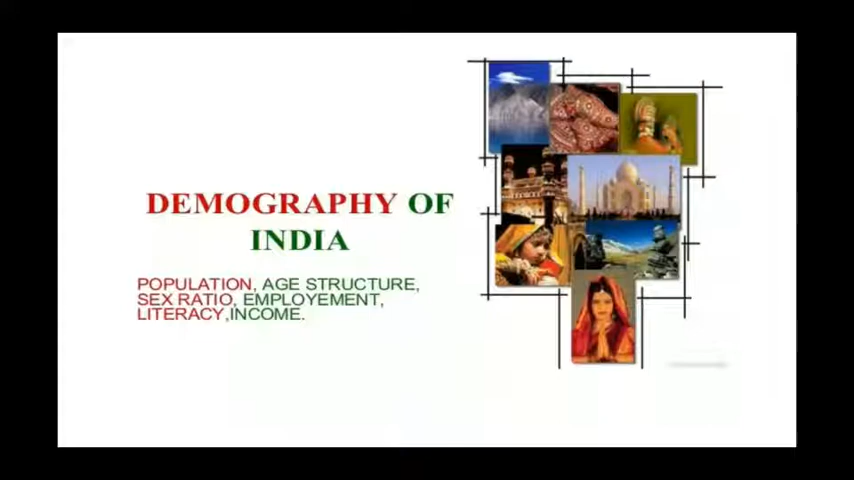 DEMOGRAPHY OF
INDIA
POPULATION, AGE STRUCTURE,
SEX RATIO, EMPLOYEMENT,
LITERACY,INCOME.